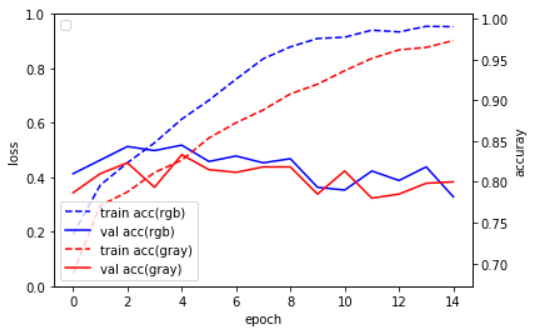 1.0
0.8
0.6
0.4
0.2
0.0
loss
1.00
0.95
0.90
0.85
0.80
0.75
0.70
accuray
train acc(rgb)
val acc(rgb)
train acc(gray)
val acc(gray)
0 2 4 6 8 10 12 14
epoch